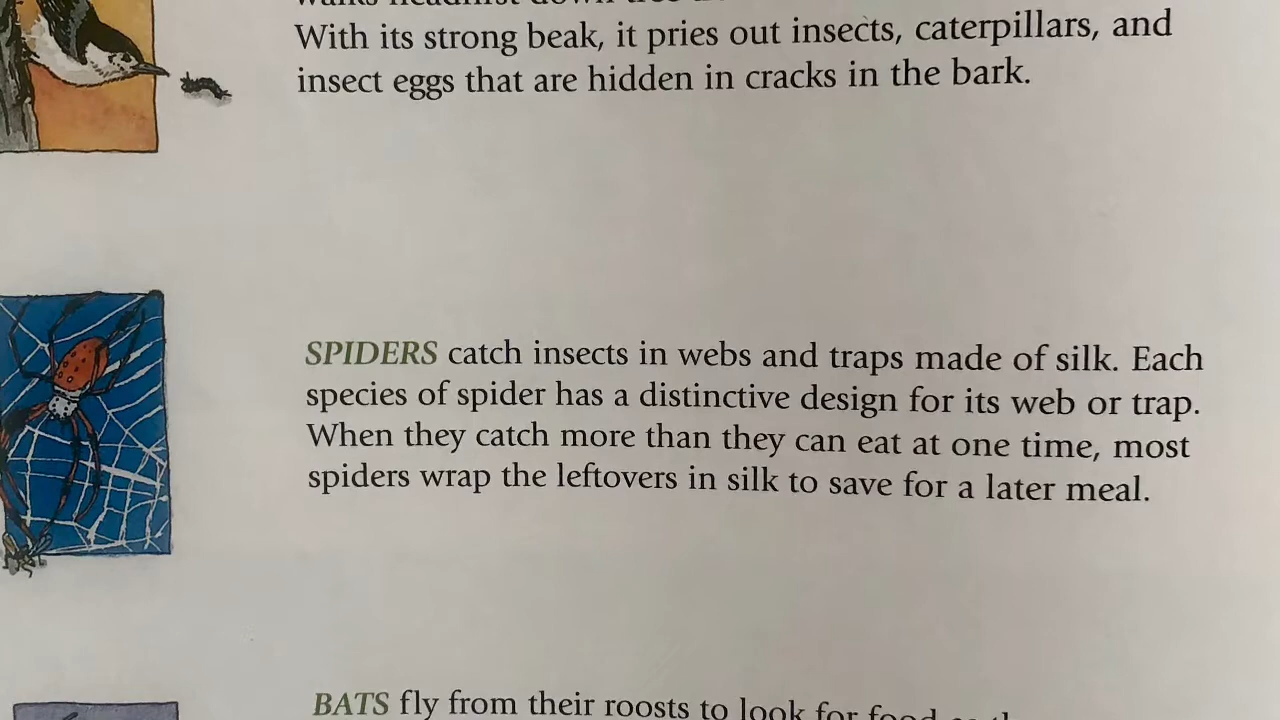 With its strong beak, it pries out insects, caterpillars, and
insect eggs that are hidden in cracks in the bark.
SPIDERS catch insects in webs and traps made of silk. Each
species of spider has a distinctive design for its web or trap.
When they catch more than they can eat at one time, most
spiders wrap the leftovers in silk to save for a later meal.
BATS fly from their roosts to look for food